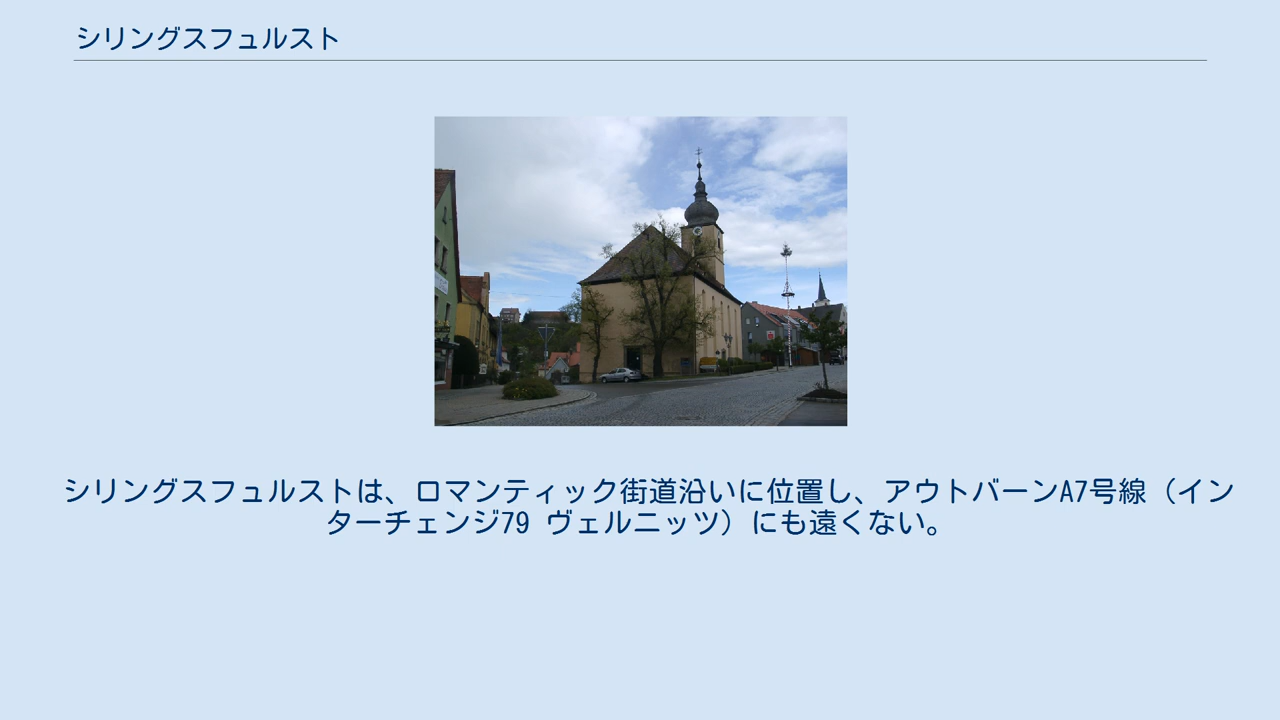 シリングスフュルスト
シリングスフュルストは、ロマンティック街道沿いに位置し、アウトバーンA7号線（イン
ターチェンジ79 ヴェルニッツ）にも遠くない。